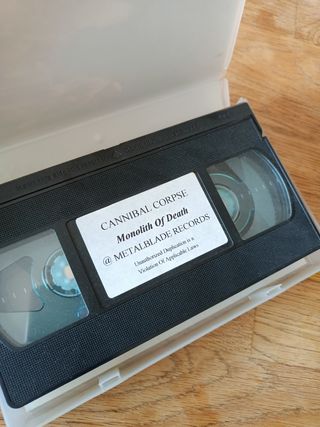 CANNIBAL CORPSE
Monolith Of Death
@ METALBLADE RECORDS
Unauthorized Duplication is a
Violation Of Applicable Laws